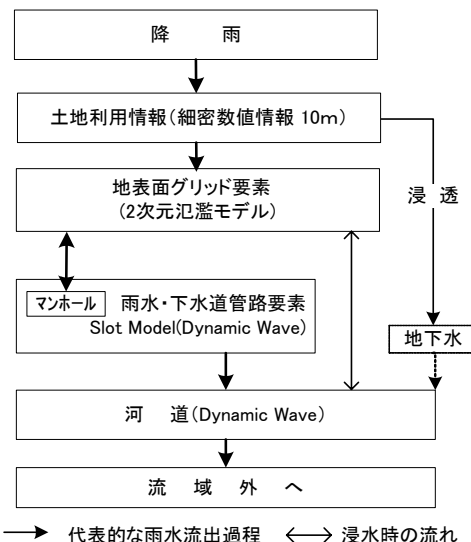 降　　雨
土地利用情報(細密数値情報 10m)
地表面グリッド要素
(2次元氾濫モデル)
浸 透
マンホール 雨水・下水道管路要素
Slot Model(Dynamic Wave)
地下水
河　道(Dynamic Wave)
流　域　外　へ
代表的な雨水流出過程 浸水時の流れ